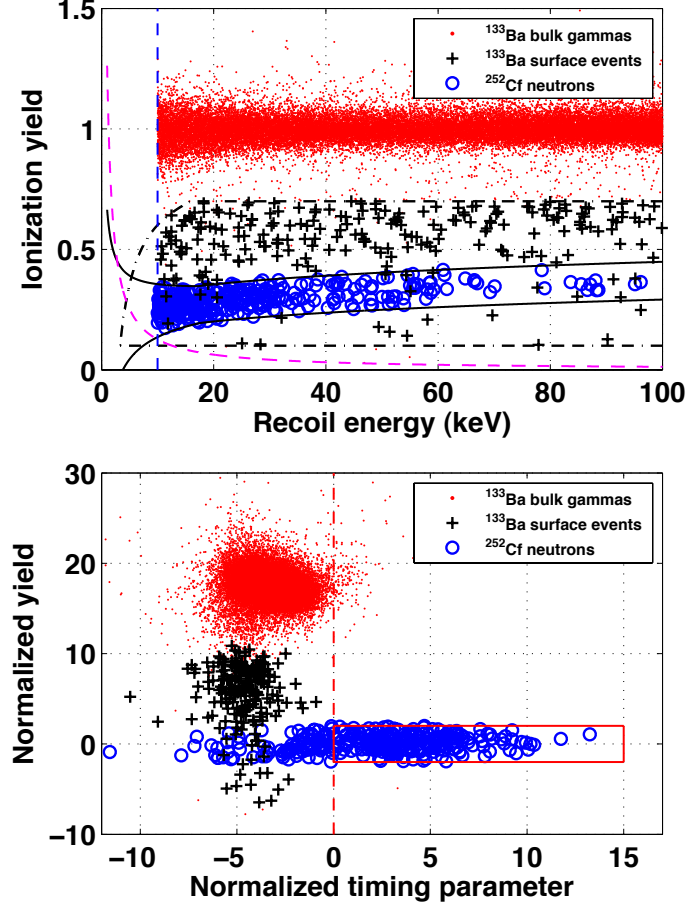 1.5
1
0.5
0
Ionization yield
133Ba bulk gammas
133Ba surface events
252Cf neutrons
0 20 40 60 80 100
Recoil energy (keV)
30
20
10
0
−10
Normalized yield
133Ba bulk gammas
133Ba surface events
252Cf neutrons
−10 −5 0 5 10 15
Normalized timing parameter